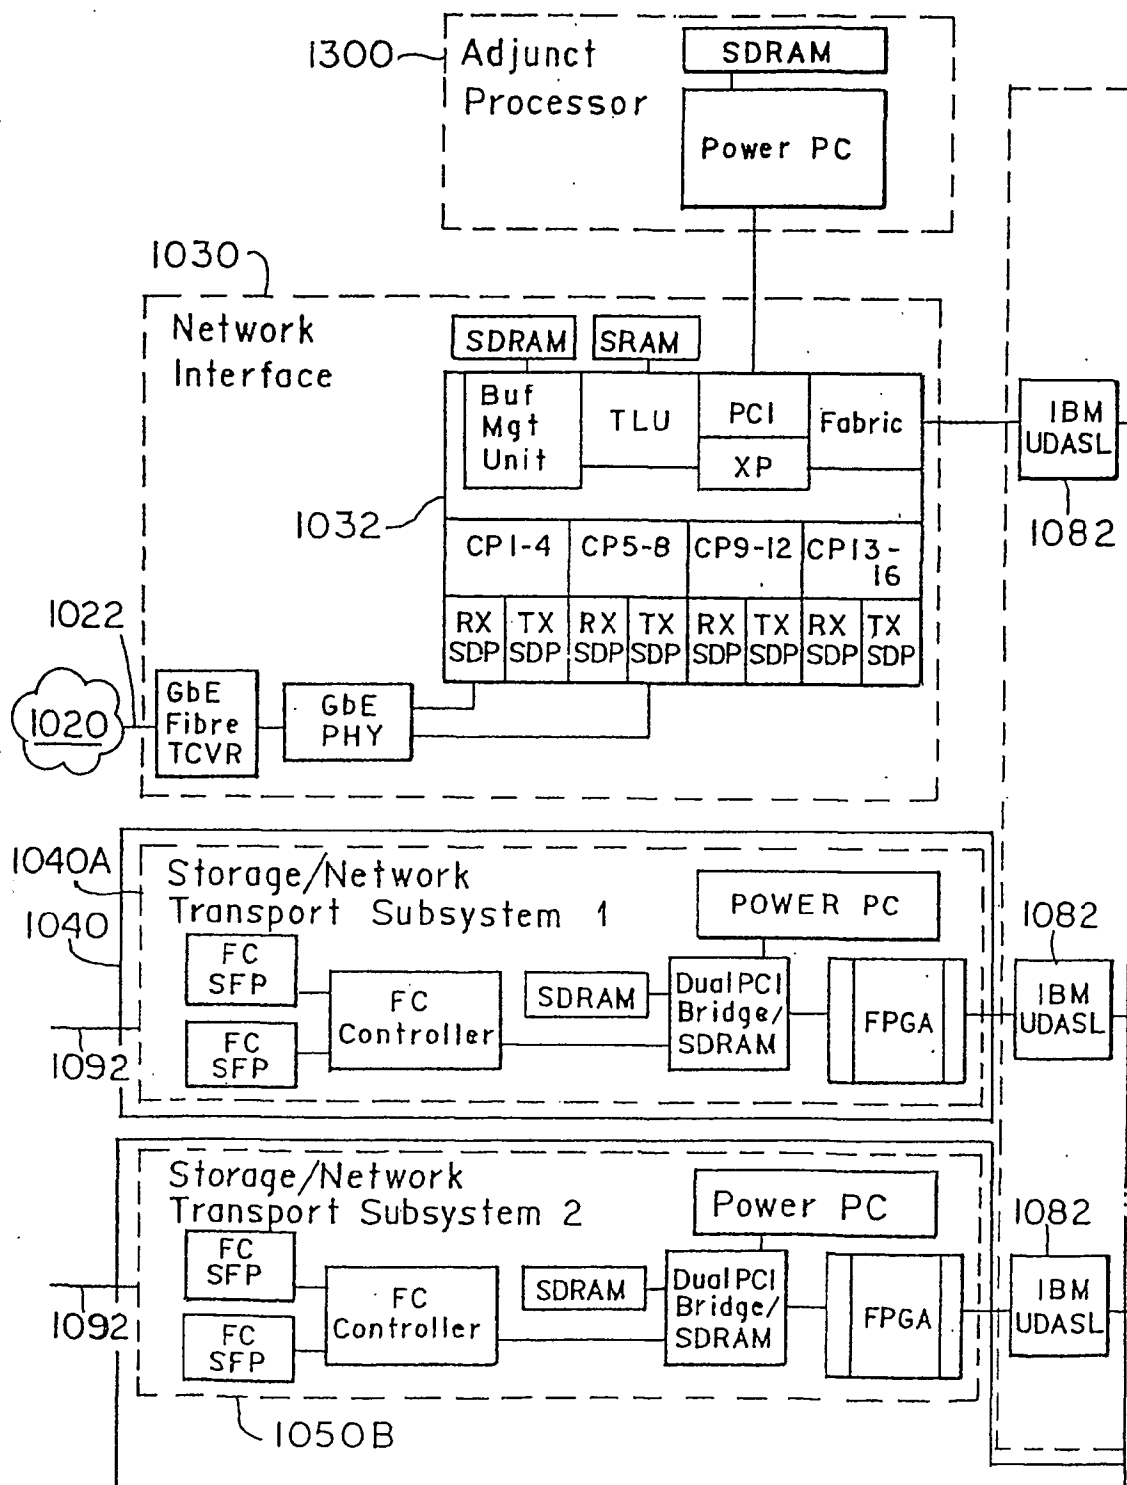 1300
Adjunct
Processor
SDRAM
Power PC
1030
Network
Interface
SDRAM
SRAM
Buf
Mgt
Unit
TLU
PCI
XP
Fabric
IBM
UDASL
1082
1032
CP1-4
CP5-8
CP9-12
CP13-
16
RX
SDP
TX
SDP
RX
SDP
TX
SDP
RX
SDP
TX
SDP
RX
SDP
TX
SDP
1022
1020
GbE
Fibre
TCVR
GbE
PHY
1040A
1040
Storage/Network
Transport Subsystem 1
POWER PC
FC
SFP
FC
SFP
FC
Controller
SDRAM
Dual PCI
Bridge/
SDRAM
FPGA
1082
IBM
UDASL
1092
Storage/Network
Transport Subsystem 2
Power PC
FC
SFP
FC
SFP
FC
Controller
SDRAM
Dual PCI
Bridge/
SDRAM
FPGA
1082
IBM
UDASL
1092
1050B